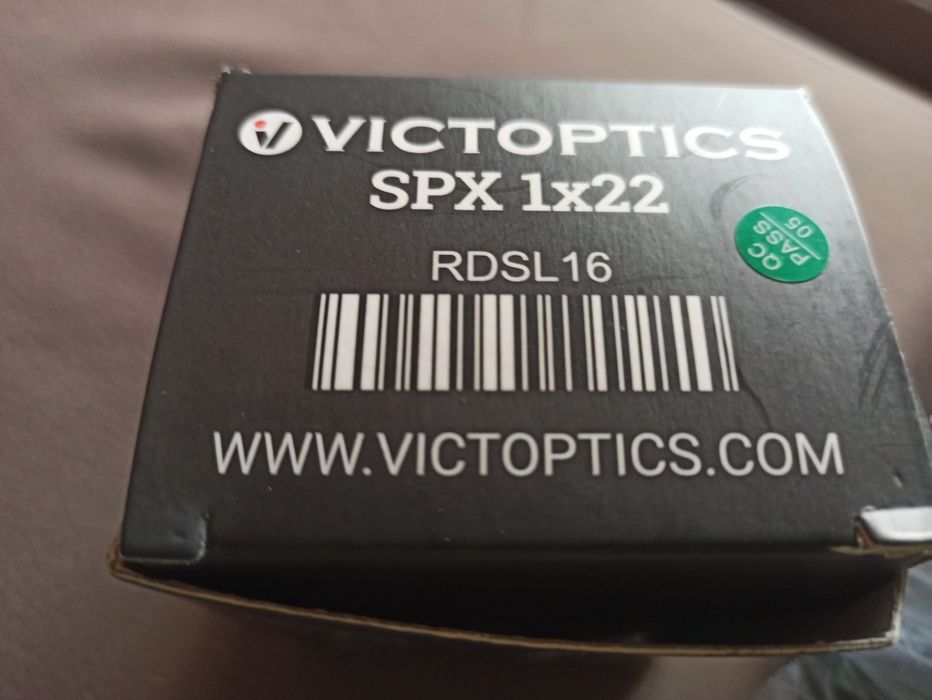 VICTOPTICS
SPX 1x22
QC
PASS
05
RDSL16
WWW.VICTOPTICS.COM